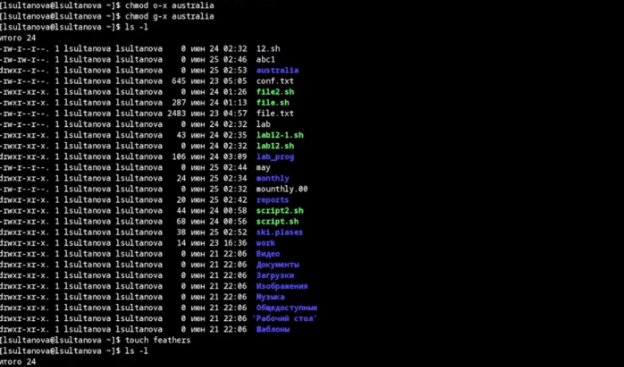 [lsultanova@lsultanova ~]$ chmod o-x australia
[lsultanova@lsultanova ~]$ chmod g-x australia
[lsultanova@lsultanova ~]$ ls -l
итого 24
-rw-r--r--. 1 lsultanova lsultanova 0 июн 24 02:32 12.sh
-rw-rw-r--. 1 lsultanova lsultanova 0 июн 25 02:46 abc1
drwxr--r--. 1 lsultanova lsultanova 0 июн 25 02:53 australia
-rw-r--r--. 1 lsultanova lsultanova 645 июн 23 05:05 conf.txt
-rwxr-xr-x. 1 lsultanova lsultanova 0 июн 24 01:26 file2.sh
-rwxr-xr-x. 1 lsultanova lsultanova 287 июн 24 01:13 file.sh
-rw-r--r--. 1 lsultanova lsultanova 2483 июн 23 04:57 file.txt
-rw-r--r--. 1 lsultanova lsultanova 0 июн 24 02:32 lab
-rwxr-xr-x. 1 lsultanova lsultanova 43 июн 24 02:35 lab12-1.sh
-rwxr-xr-x. 1 lsultanova lsultanova 0 июн 24 02:32 lab12.sh
drwxr-xr-x. 1 lsultanova lsultanova 106 июн 24 03:09 lab_prog
-rw-r--r--. 1 lsultanova lsultanova 0 июн 25 02:44 may
drwxr-xr-x. 1 lsultanova lsultanova 24 июн 25 02:34 monthly
-rw-r--r--. 1 lsultanova lsultanova 0 июн 25 02:32 mounthly.00
drwxr-xr-x. 1 lsultanova lsultanova 20 июн 25 02:42 reports
-rwxr-xr-x. 1 lsultanova lsultanova 44 июн 24 00:58 script2.sh
-rwxr-xr-x. 1 lsultanova lsultanova 68 июн 24 00:56 script.sh
drwxr-xr-x. 1 lsultanova lsultanova 38 июн 25 02:52 ski.plases
drwxr-xr-x. 1 lsultanova lsultanova 14 июн 23 16:36 work
drwxr-xr-x. 1 lsultanova lsultanova 0 июн 21 22:06 Видео
drwxr-xr-x. 1 lsultanova lsultanova 0 июн 21 22:06 Документы
drwxr-xr-x. 1 lsultanova lsultanova 0 июн 21 22:06 Загрузки
drwxr-xr-x. 1 lsultanova lsultanova 0 июн 21 22:06 Изображения
drwxr-xr-x. 1 lsultanova lsultanova 0 июн 21 22:06 Музыка
drwxr-xr-x. 1 lsultanova lsultanova 0 июн 21 22:06 Общедоступные
drwxr-xr-x. 1 lsultanova lsultanova 0 июн 21 22:06 'Рабочий стол'
drwxr-xr-x. 1 lsultanova lsultanova 0 июн 21 22:06 Шаблоны
[lsultanova@lsultanova ~]$ touch feathers
[lsultanova@lsultanova ~]$ ls -l
итого 24